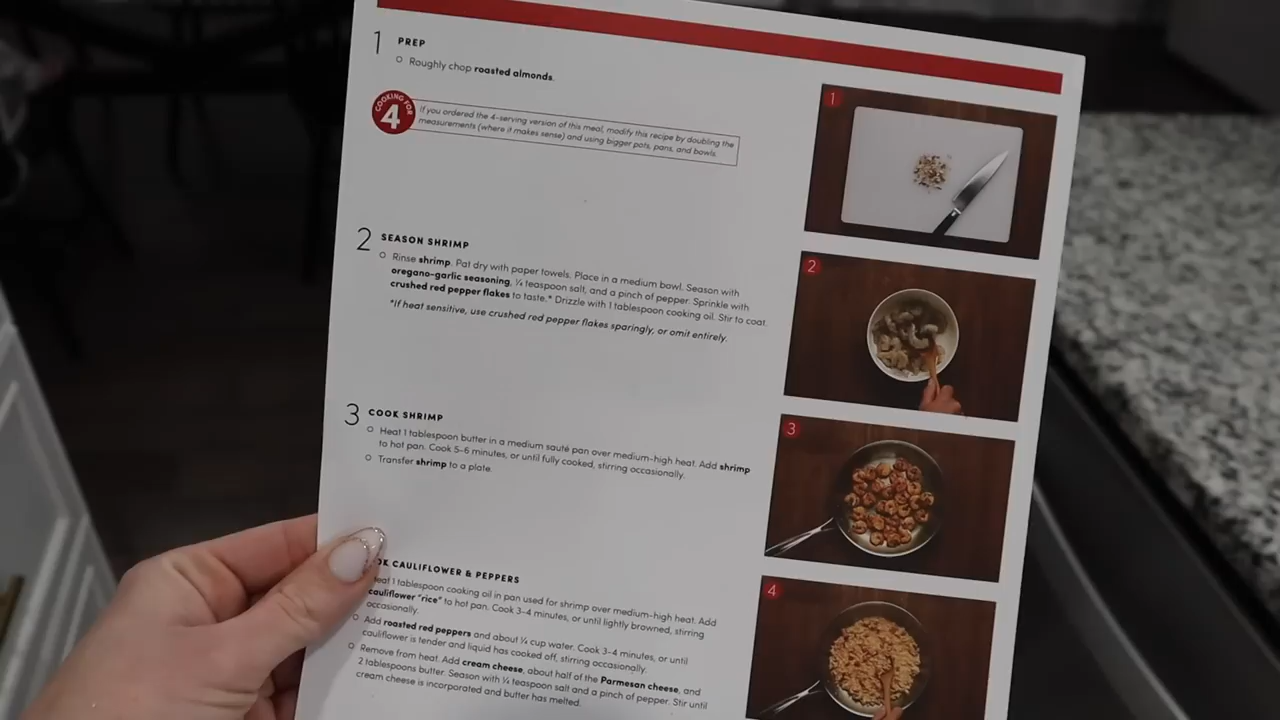 1 PREP
Roughly chop roasted almonds.
COOKING FOR
4
If you ordered the 4-serving version of this meal, modify this recipe by doubling the
measurements (where it makes sense) and using bigger pots, pans, and bowls.
1
2 SEASON SHRIMP
Rinse shrimp. Pat dry with paper towels. Place in a medium bowl. Season with
oregano-garlic seasoning, ¼ teaspoon salt, and a pinch of pepper. Sprinkle with
crushed red pepper flakes to taste.* Drizzle with 1 tablespoon cooking oil. Stir to coat.
*If heat sensitive, use crushed red pepper flakes sparingly, or omit entirely.
2
3 COOK SHRIMP
Heat 1 tablespoon butter in a medium sauté pan over medium-high heat. Add shrimp
to hot pan. Cook 5–6 minutes, or until fully cooked, stirring occasionally.
Transfer shrimp to a plate.
3
OK CAULIFLOWER & PEPPERS
Heat 1 tablespoon cooking oil in pan used for shrimp over medium-high heat. Add
cauliflower "rice" to hot pan. Cook 3–4 minutes, or until lightly browned, stirring
occasionally.
Add roasted red peppers and about ¼ cup water. Cook 3–4 minutes, or until
cauliflower is tender and liquid has cooked off, stirring occasionally.
Remove from heat. Add cream cheese, about half of the Parmesan cheese, and
2 tablespoons butter. Season with ¼ teaspoon salt and a pinch of pepper. Stir until
cream cheese is incorporated and butter has melted.
4